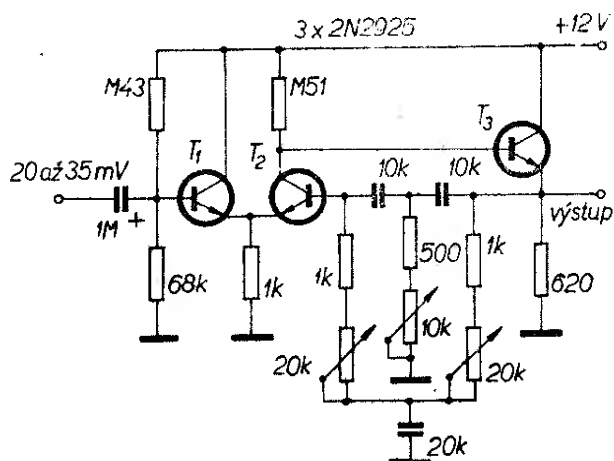 3 x 2N2925
+12V
M43
M51
T1
T2
T3
20 až 35 mV
10k
10k
výstup
1M
+
68k
1k
1k
500
1k
620
20k
10k
20k
20k